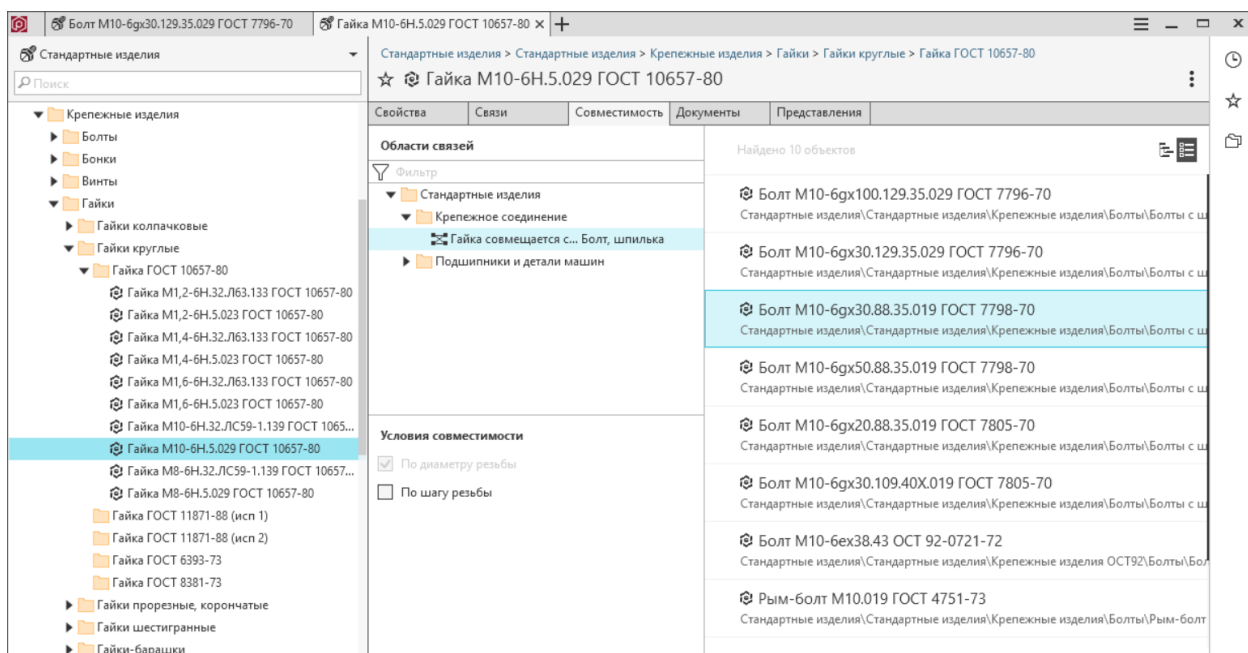 Болт М10-6gх30.129.35.029 ГОСТ 7796-70
Гайка М10-6Н.5.029 ГОСТ 10657-80
Стандартные изделия
Поиск
Крепежные изделия
Болты
Бонки
Винты
Гайки
Гайки колпачковые
Гайки круглые
Гайка ГОСТ 10657-80
Гайка М1,2-6Н.32.Л63.133 ГОСТ 10657-80
Гайка М1,2-6Н.5.023 ГОСТ 10657-80
Гайка М1,4-6Н.32.Л63.133 ГОСТ 10657-80
Гайка М1,4-6Н.5.023 ГОСТ 10657-80
Гайка М1,6-6Н.32.Л63.133 ГОСТ 10657-80
Гайка М1,6-6Н.5.023 ГОСТ 10657-80
Гайка М10-6Н.32.ЛС59-1.139 ГОСТ 1065...
Гайка М10-6Н.5.029 ГОСТ 10657-80
Гайка М8-6Н.32.ЛС59-1.139 ГОСТ 10657...
Гайка М8-6Н.5.029 ГОСТ 10657-80
Гайка ГОСТ 11871-88 (исп 1)
Гайка ГОСТ 11871-88 (исп 2)
Гайка ГОСТ 6393-73
Гайка ГОСТ 8381-73
Гайки прорезные, корончатые
Гайки шестигранные
Гайки-барашки
Стандартные изделия > Стандартные изделия > Крепежные изделия > Гайки > Гайки круглые > Гайка ГОСТ 10657-80
Гайка М10-6Н.5.029 ГОСТ 10657-80
Свойства
Связи
Совместимость
Документы
Представления
Области связей
Фильтр
Стандартные изделия
Крепежное соединение
Гайка совмещается с... Болт, шпилька
Подшипники и детали машин
Условия совместимости
По диаметру резьбы
По шагу резьбы
Найдено 10 объектов
Болт М10-6gх100.129.35.029 ГОСТ 7796-70
Стандартные изделия\Стандартные изделия\Крепежные изделия\Болты\Болты с ш
Болт М10-6gх30.129.35.029 ГОСТ 7796-70
Стандартные изделия\Стандартные изделия\Крепежные изделия\Болты\Болты с ш
Болт М10-6gх30.88.35.019 ГОСТ 7798-70
Стандартные изделия\Стандартные изделия\Крепежные изделия\Болты\Болты с ш
Болт М10-6gх50.88.35.019 ГОСТ 7798-70
Стандартные изделия\Стандартные изделия\Крепежные изделия\Болты\Болты с ш
Болт М10-6gх20.88.35.019 ГОСТ 7805-70
Стандартные изделия\Стандартные изделия\Крепежные изделия\Болты\Болты с ш
Болт М10-6gх30.109.40Х.019 ГОСТ 7805-70
Стандартные изделия\Стандартные изделия\Крепежные изделия\Болты\Болты с ш
Болт М10-6ех38.43 ОСТ 92-0721-72
Стандартные изделия\Стандартные изделия\Крепежные изделия ОСТ92\Болты\Бол
Рым-болт М10.019 ГОСТ 4751-73
Стандартные изделия\Стандартные изделия\Крепежные изделия\Болты\Рым-болт